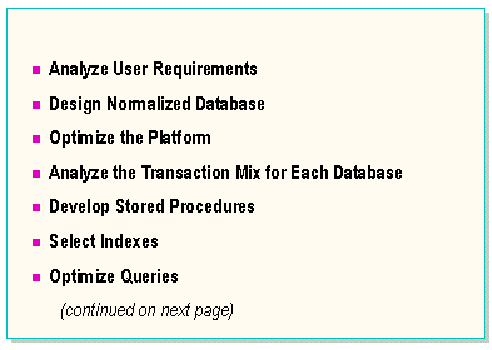 Analyze User Requirements
Design Normalized Database
Optimize the Platform
Analyze the Transaction Mix for Each Database
Develop Stored Procedures
Select Indexes
Optimize Queries
(continued on next page)